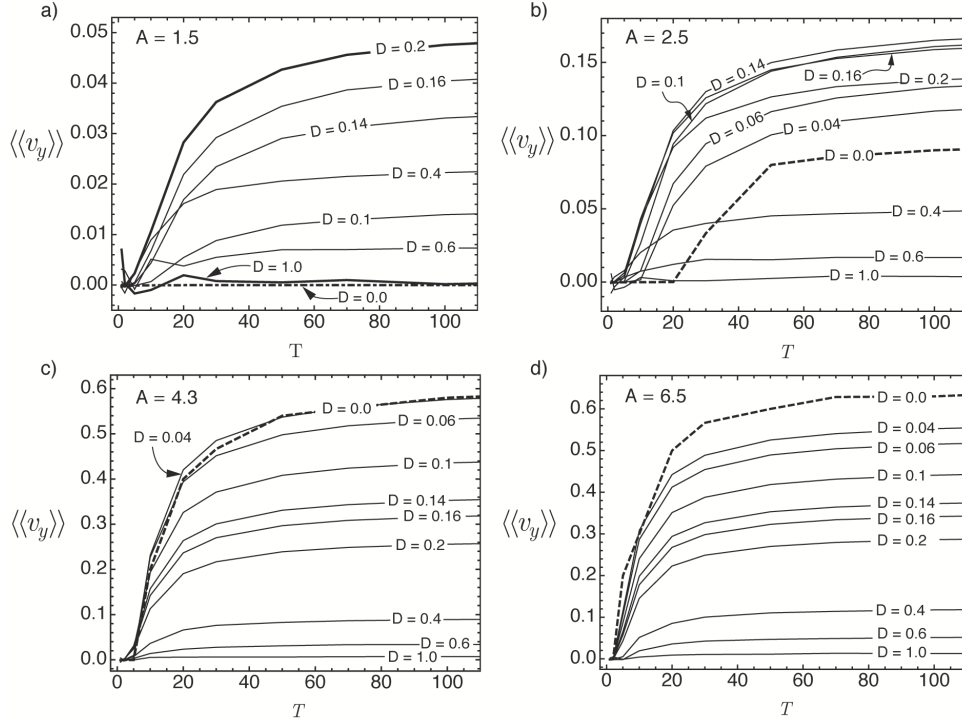 a)
A = 1.5
0.05
0.04
0.03
0.02
0.01
0.00
⟨⟨v_y⟩⟩
D = 0.2
D = 0.16
D = 0.14
D = 0.4
D = 0.1
D = 0.6
D = 1.0
D = 0.0
0 20 40 60 80 100
T
b)
A = 2.5
0.15
0.10
0.05
0.00
⟨⟨v_y⟩⟩
D = 0.14
D = 0.1
D = 0.16
D = 0.2
D = 0.06
D = 0.04
D = 0.0
D = 0.4
D = 0.6
D = 1.0
0 20 40 60 80 100
T
c)
A = 4.3
0.6
0.5
0.4
0.3
0.2
0.1
0.0
⟨⟨v_y⟩⟩
D = 0.0
D = 0.04
D = 0.06
D = 0.1
D = 0.14
D = 0.16
D = 0.2
D = 0.4
D = 0.6
D = 1.0
0 20 40 60 80 100
T
d)
A = 6.5
0.6
0.5
0.4
0.3
0.2
0.1
0.0
⟨⟨v_y⟩⟩
D = 0.0
D = 0.04
D = 0.06
D = 0.1
D = 0.14
D = 0.16
D = 0.2
D = 0.4
D = 0.6
D = 1.0
0 20 40 60 80 100
T